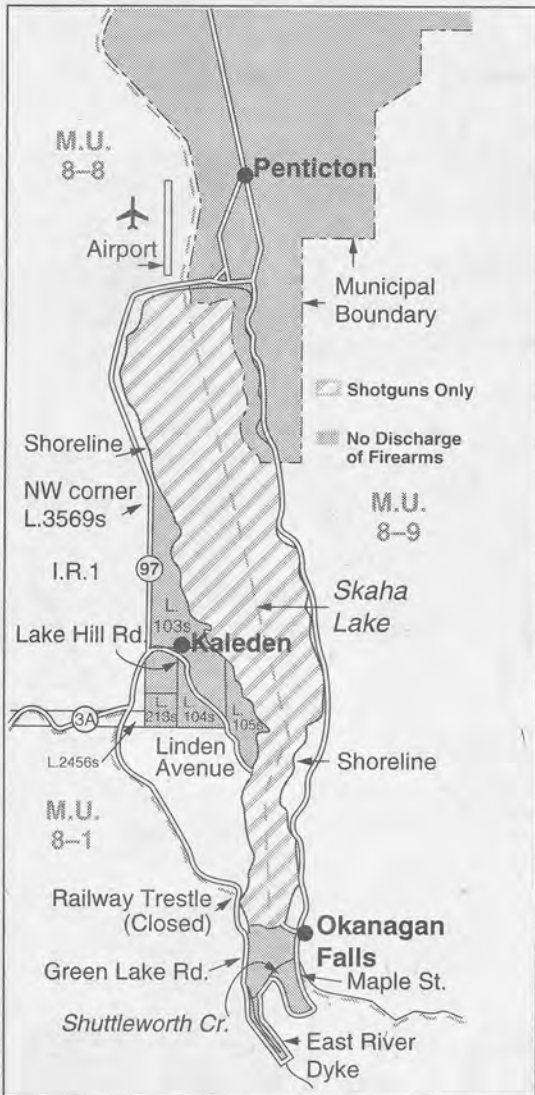 M.U.
8–8
Penticton
Airport
Municipal
Boundary
Shotguns Only
No Discharge
of Firearms
Shoreline
NW corner
L.3569s
M.U.
8–9
I.R.1
97
L.
103s
Skaha
Lake
Lake Hill Rd.
Kaleden
L.
213s
L.
104s
105s
3A
L.2456s
Linden
Avenue
Shoreline
M.U.
8–1
Railway Trestle
(Closed)
Okanagan
Falls
Green Lake Rd.
Maple St.
Shuttleworth Cr.
East River
Dyke